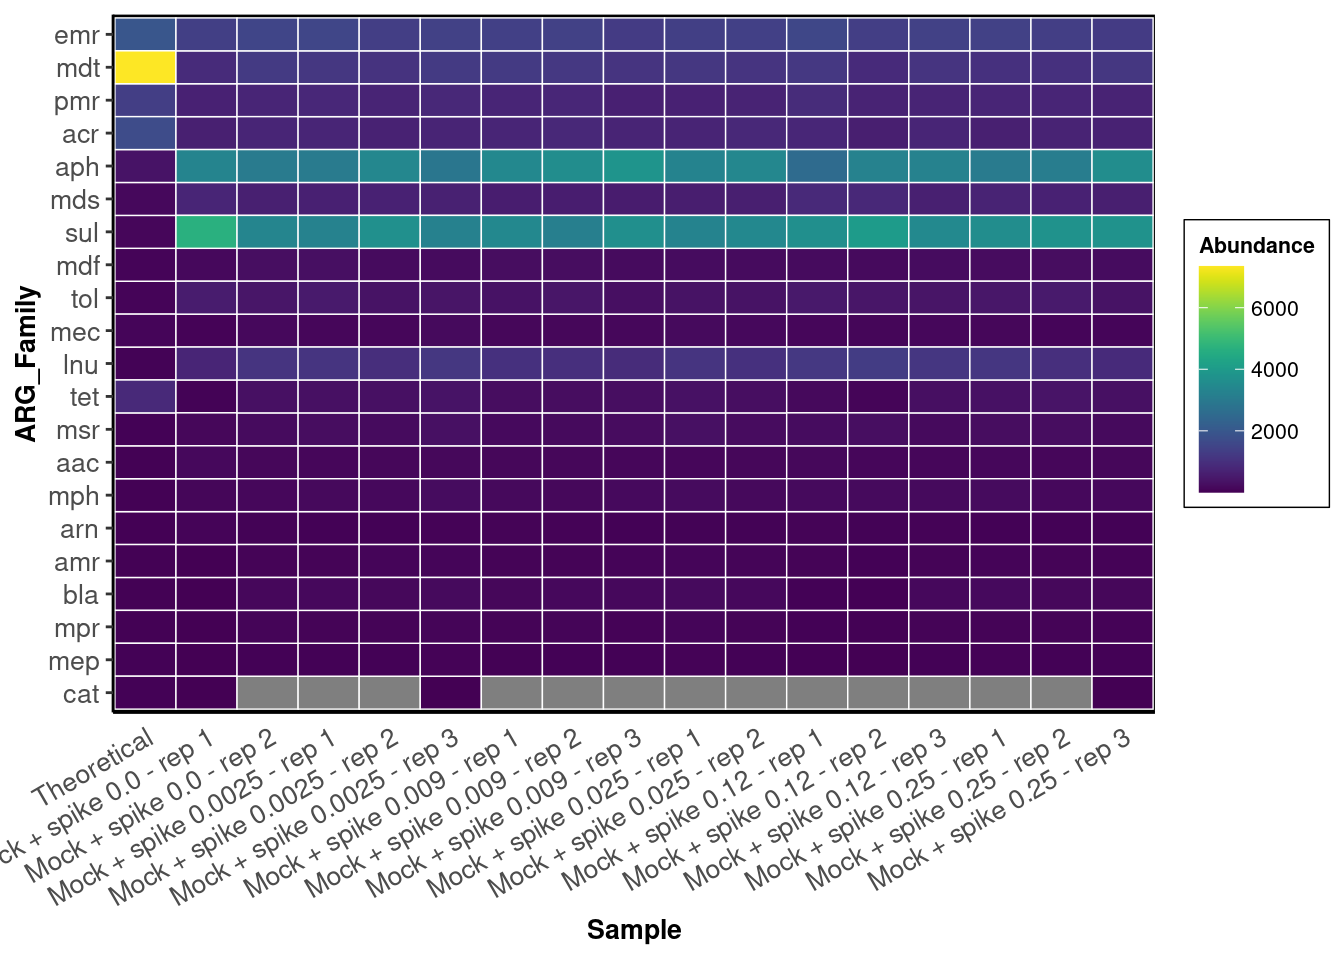 emr
mdt
pmr
acr
aph
mds
sul
mdf
tol
mec
lnu
tet
msr
aac
mph
arn
amr
bla
mpr
mep
cat
ARG_Family
Theoretical
ck + spike 0.0 - rep 1
Mock + spike 0.0 - rep 2
Mock + spike 0.0025 - rep 1
Mock + spike 0.0025 - rep 2
Mock + spike 0.0025 - rep 3
Mock + spike 0.009 - rep 1
Mock + spike 0.009 - rep 2
Mock + spike 0.009 - rep 3
Mock + spike 0.025 - rep 1
Mock + spike 0.025 - rep 2
Mock + spike 0.12 - rep 1
Mock + spike 0.12 - rep 2
Mock + spike 0.12 - rep 3
Mock + spike 0.25 - rep 1
Mock + spike 0.25 - rep 2
Mock + spike 0.25 - rep 3
Sample
Abundance
6000
4000
2000